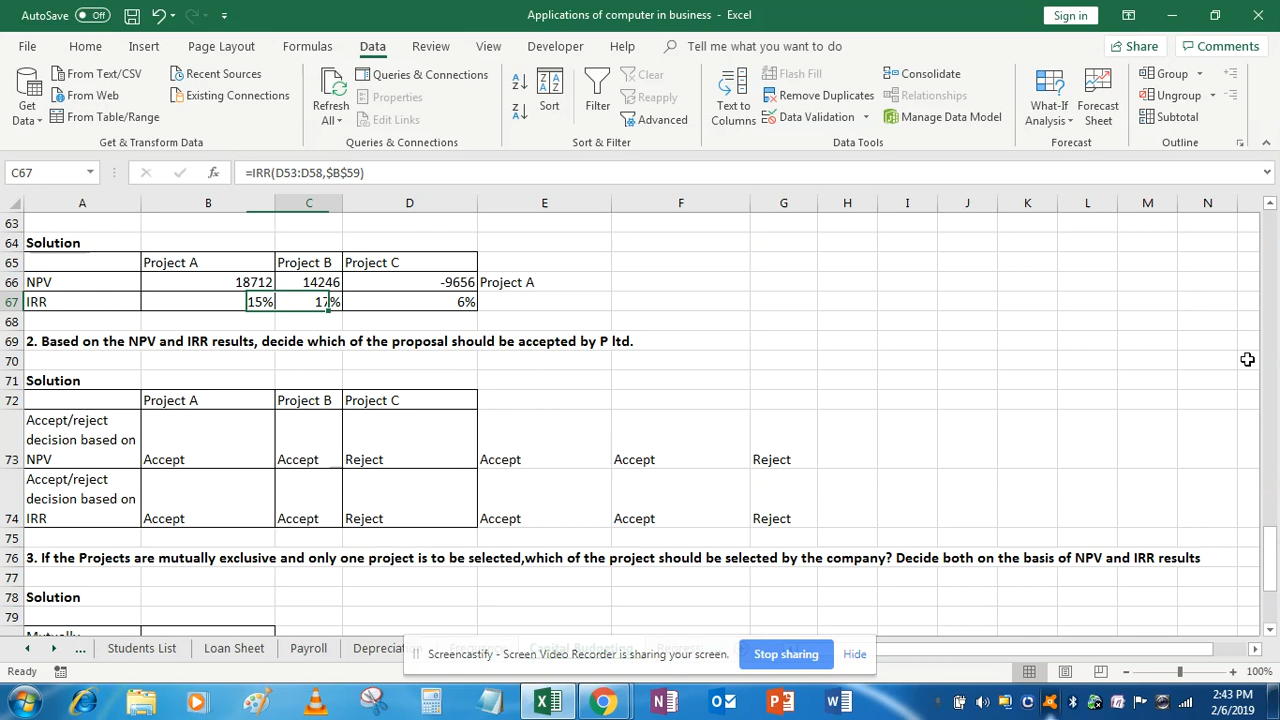 AutoSave Off Applications of computer in business - Excel Sign in
File Home Insert Page Layout Formulas Data Review View Developer Help Tell me what you want to do Share Comments
Get Data From Text/CSV From Web From Table/Range Recent Sources Existing Connections
Refresh All Queries & Connections Properties Edit Links
Sort Filter Clear Reapply Advanced
Text to Columns Flash Fill Remove Duplicates Data Validation Consolidate Relationships Manage Data Model
What-If Analysis Forecast Sheet Group Ungroup Subtotal
Get & Transform Data Queries & Connections Sort & Filter Data Tools Forecast Outline
C67 fx =IRR(D53:D58,$B$59)
A B C D E F G H I J K L M N
63
64 Solution
65 Project A Project B Project C
66 NPV 18712 14246 -9656 Project A
67 IRR 15% 17% 6%
68
69 2. Based on the NPV and IRR results, decide which of the proposal should be accepted by P ltd.
70
71 Solution
72 Project A Project B Project C
Accept/reject
decision based on
73 NPV Accept Accept Reject Accept Accept Reject
Accept/reject
decision based on
74 IRR Accept Accept Reject Accept Accept Reject
75
76 3. If the Projects are mutually exclusive and only one project is to be selected,which of the project should be selected by the company? Decide both on the basis of NPV and IRR results
77
78 Solution
79
Mutually
... Students List Loan Sheet Payroll Depreciat
Screencastify - Screen Video Recorder is sharing your screen. Stop sharing Hide
Ready 100%
2:43 PM
2/6/2019